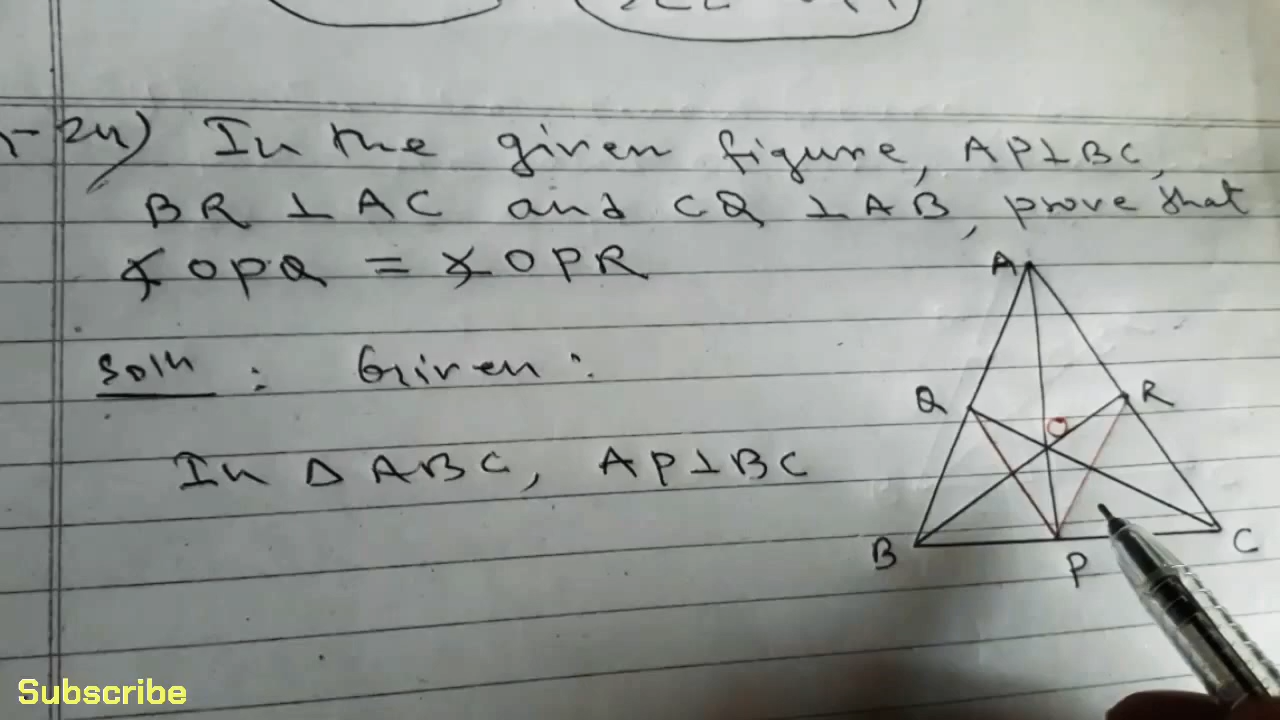 In the given figure, AP⊥BC,
BR ⊥ AC and CQ ⊥ AB, prove that
∡OPQ = ∡OPR
Soln : Given :
In Δ ABC, AP⊥BC
A
Q
R
O
B
P
C
Subscribe